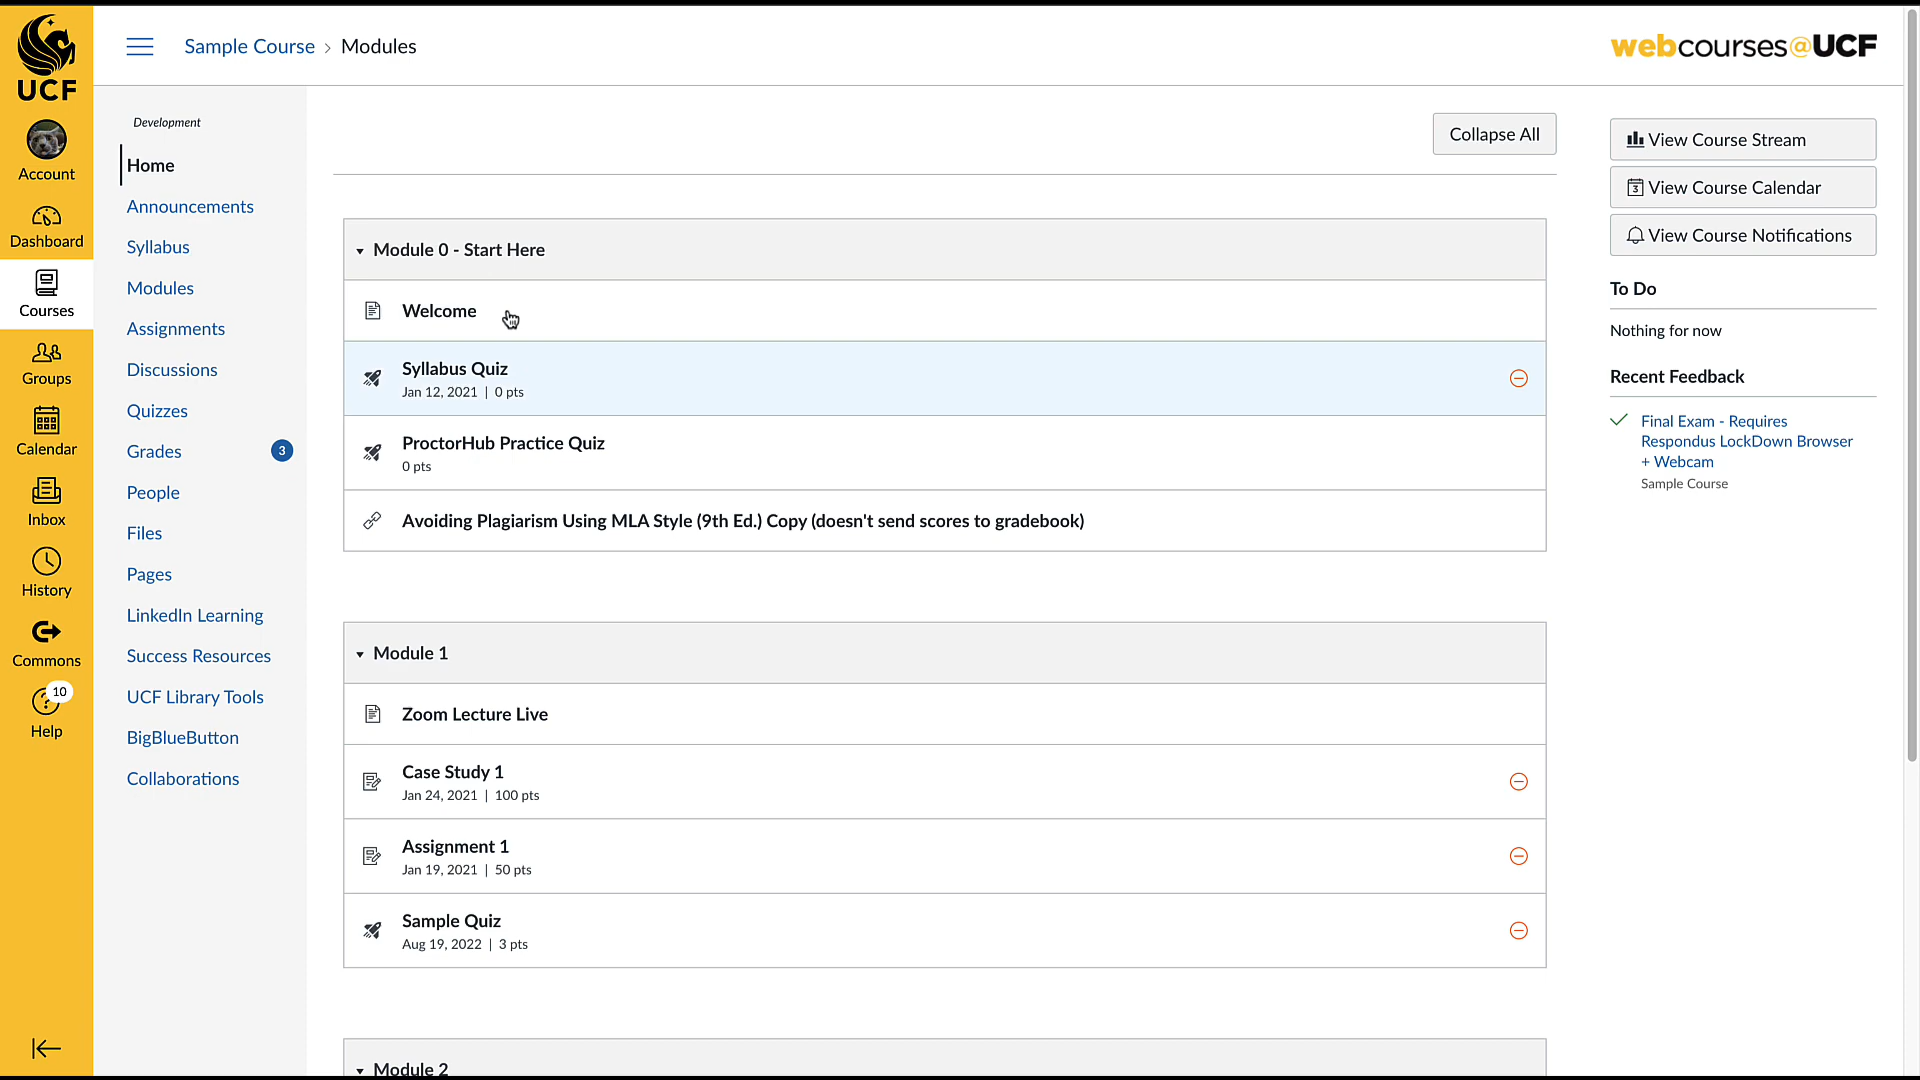 UCF
Account
Dashboard
Courses
Groups
Calendar
Inbox
History
Commons
10
Help
Sample Course › Modules
webcourses@UCF
Development
Home
Announcements
Syllabus
Modules
Assignments
Discussions
Quizzes
Grades 3
People
Files
Pages
LinkedIn Learning
Success Resources
UCF Library Tools
BigBlueButton
Collaborations
Collapse All
Module 0 - Start Here
Welcome
Syllabus Quiz
Jan 12, 2021 | 0 pts
ProctorHub Practice Quiz
0 pts
Avoiding Plagiarism Using MLA Style (9th Ed.) Copy (doesn't send scores to gradebook)
Module 1
Zoom Lecture Live
Case Study 1
Jan 24, 2021 | 100 pts
Assignment 1
Jan 19, 2021 | 50 pts
Sample Quiz
Aug 19, 2022 | 3 pts
Module 2
View Course Stream
3 View Course Calendar
View Course Notifications
To Do
Nothing for now
Recent Feedback
Final Exam - Requires
Respondus LockDown Browser
+ Webcam
Sample Course